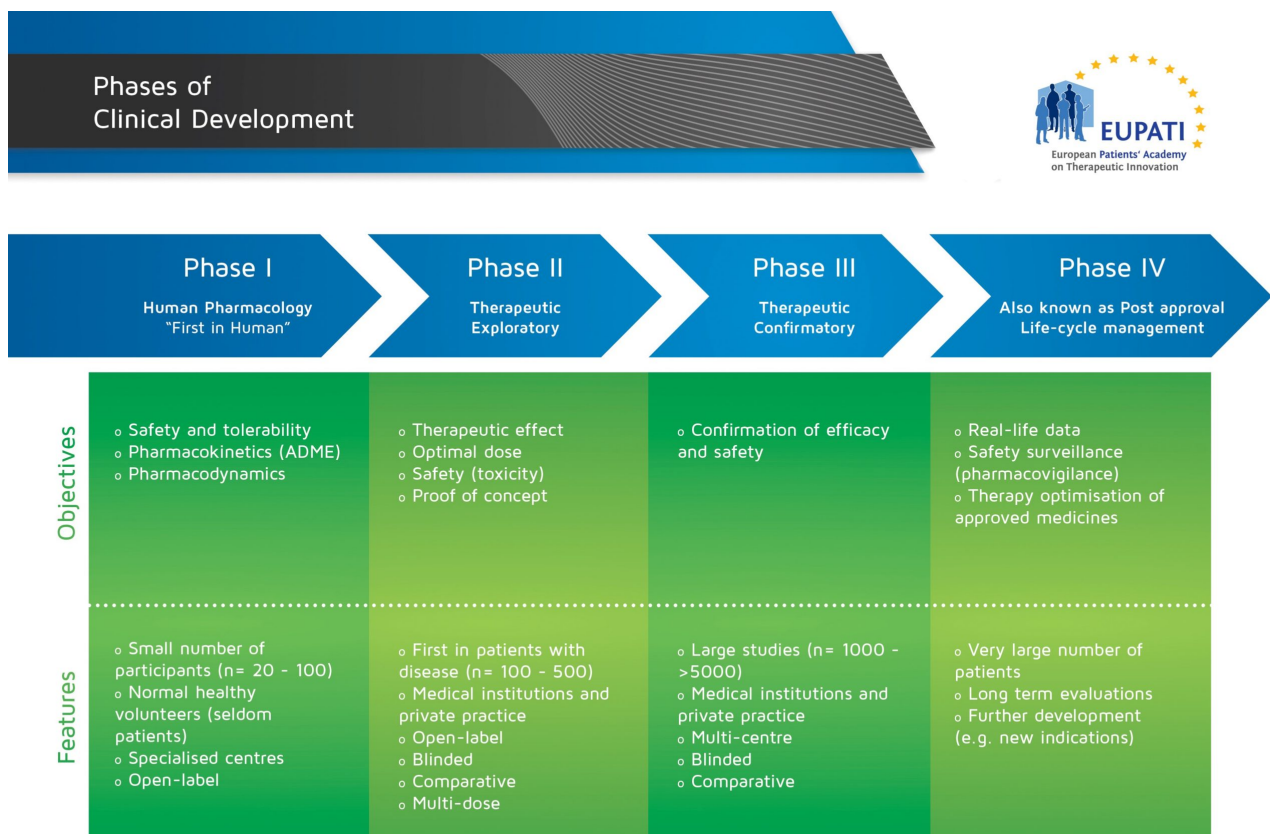 Phases of
Clinical Development
EUPATI
European Patients' Academy
on Therapeutic Innovation
Phase I
Human Pharmacology
"First in Human"
Phase II
Therapeutic
Exploratory
Phase III
Therapeutic
Confirmatory
Phase IV
Also known as Post approval
Life-cycle management
Objectives
o Safety and tolerability
o Pharmacokinetics (ADME)
o Pharmacodynamics
o Therapeutic effect
o Optimal dose
o Safety (toxicity)
o Proof of concept
o Confirmation of efficacy
and safety
o Real-life data
o Safety surveillance
(pharmacovigilance)
o Therapy optimisation of
approved medicines
Features
o Small number of
participants (n= 20 - 100)
o Normal healthy
volunteers (seldom
patients)
o Specialised centres
o Open-label
o First in patients with
disease (n= 100 - 500)
o Medical institutions and
private practice
o Open-label
o Blinded
o Comparative
o Multi-dose
o Large studies (n= 1000 -
>5000)
o Medical institutions and
private practice
o Multi-centre
o Blinded
o Comparative
o Very large number of
patients
o Long term evaluations
o Further development
(e.g. new indications)